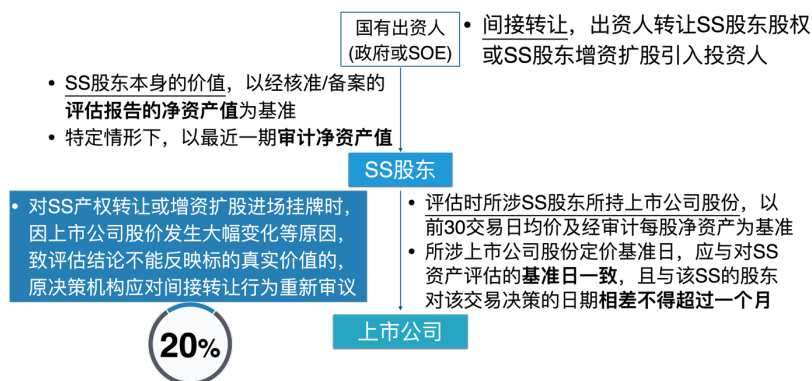 国有出资人
(政府或SOE)
• 间接转让，出资人转让SS股东股权
或SS股东增资扩股引入投资人
• SS股东本身的价值，以经核准/备案的
评估报告的净资产值为基准
• 特定情形下，以最近一期审计净资产值
SS股东
• 对SS产权转让或增资扩股进场挂牌时，
因上市公司股价发生大幅变化等原因，
致评估结论不能反映标的真实价值的，
原决策机构应对间接转让行为重新审议
• 评估时所涉SS股东所持上市公司股份，以
前30交易日均价及经审计每股净资产为基准
• 所涉上市公司股份定价基准日，应与对SS
资产评估的基准日一致，且与该SS的股东
对该交易决策的日期相差不得超过一个月
上市公司
20%